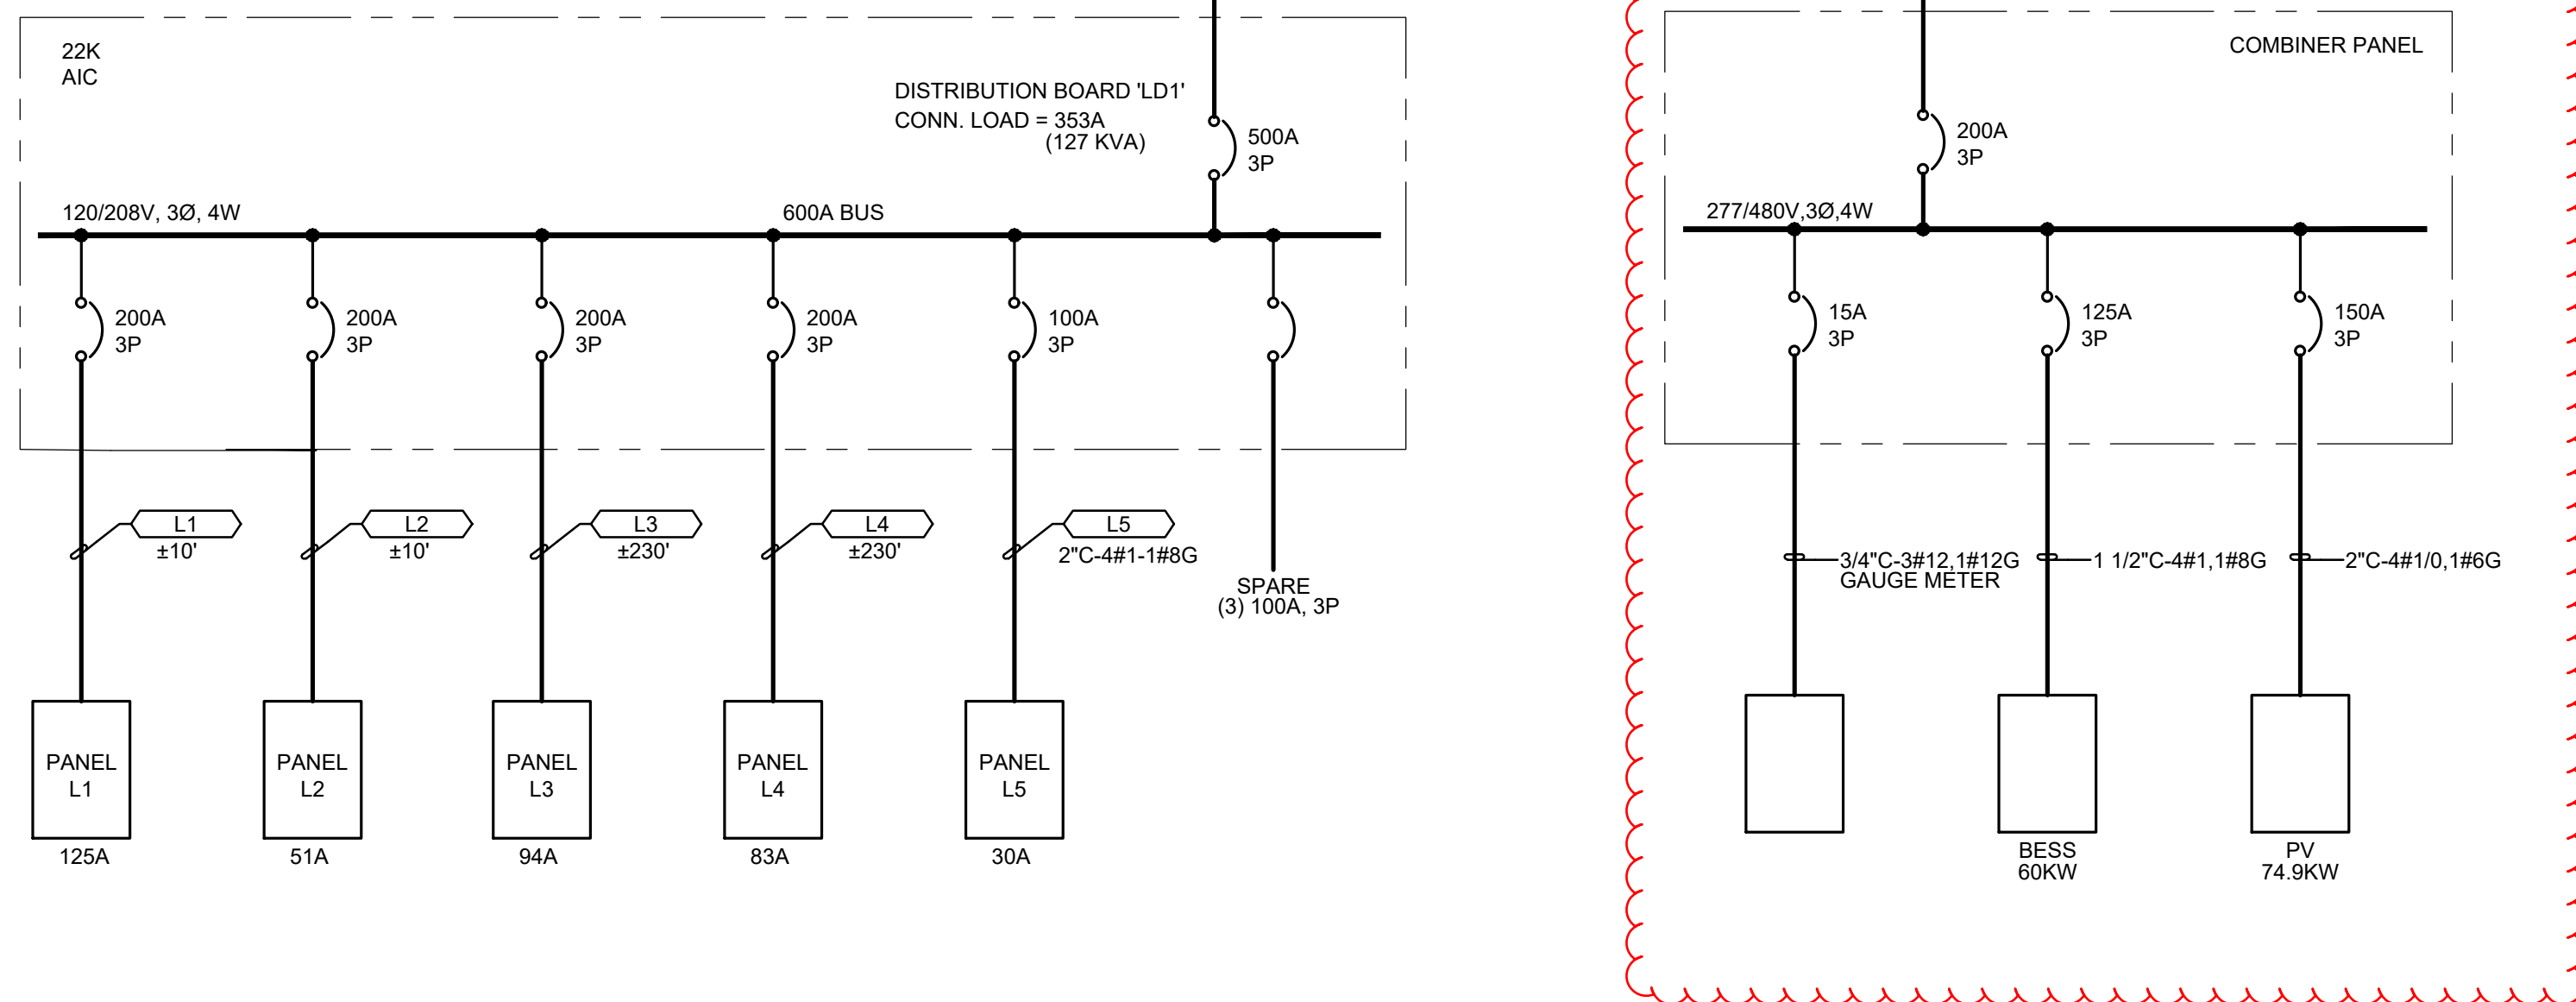 22K
AIC
DISTRIBUTION BOARD 'LD1'
CONN. LOAD = 353A
(127 KVA)
500A
3P
120/208V, 3Ø, 4W
600A BUS
200A
3P
200A
3P
200A
3P
200A
3P
100A
3P
L1
±10'
L2
±10'
L3
±230'
L4
±230'
L5
2"C-4#1-1#8G
SPARE
(3) 100A, 3P
PANEL
L1
125A
PANEL
L2
51A
PANEL
L3
94A
PANEL
L4
83A
PANEL
L5
30A
COMBINER PANEL
200A
3P
277/480V,3Ø,4W
15A
3P
125A
3P
150A
3P
3/4"C-3#12,1#12G
GAUGE METER
1 1/2"C-4#1,1#8G
2"C-4#1/0,1#6G
BESS
60KW
PV
74.9KW